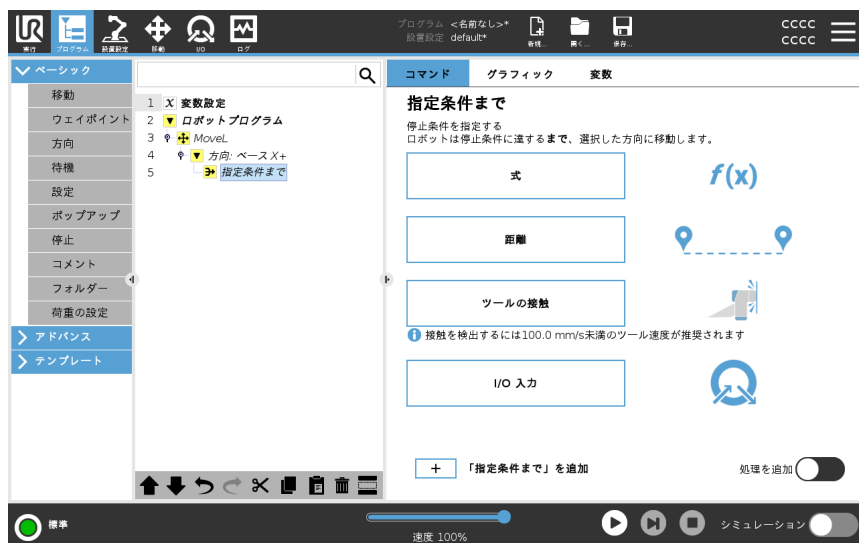 UR
実行
プログラム
設置設定
移動
I/O
ログ
プログラム <名前なし>*
設置設定 default*
新規...
開く...
保存...
cccc
cccc
ベーシック
移動
ウェイポイント
方向
待機
設定
ポップアップ
停止
コメント
フォルダー
荷重の設定
アドバンス
テンプレート
1 X 変数設定
2 ロボットプログラム
3 MoveL
4 方向: ベース X+
5 指定条件まで
コマンド グラフィック 変数
指定条件まで
停止条件を指定する
ロボットは停止条件に達するまで、選択した方向に移動します。
式
f(x)
距離
ツールの接触
i 接触を検出するには100.0 mm/s未満のツール速度が推奨されます
I/O 入力
+ 「指定条件まで」を追加
処理を追加
標準
速度 100%
シミュレーション